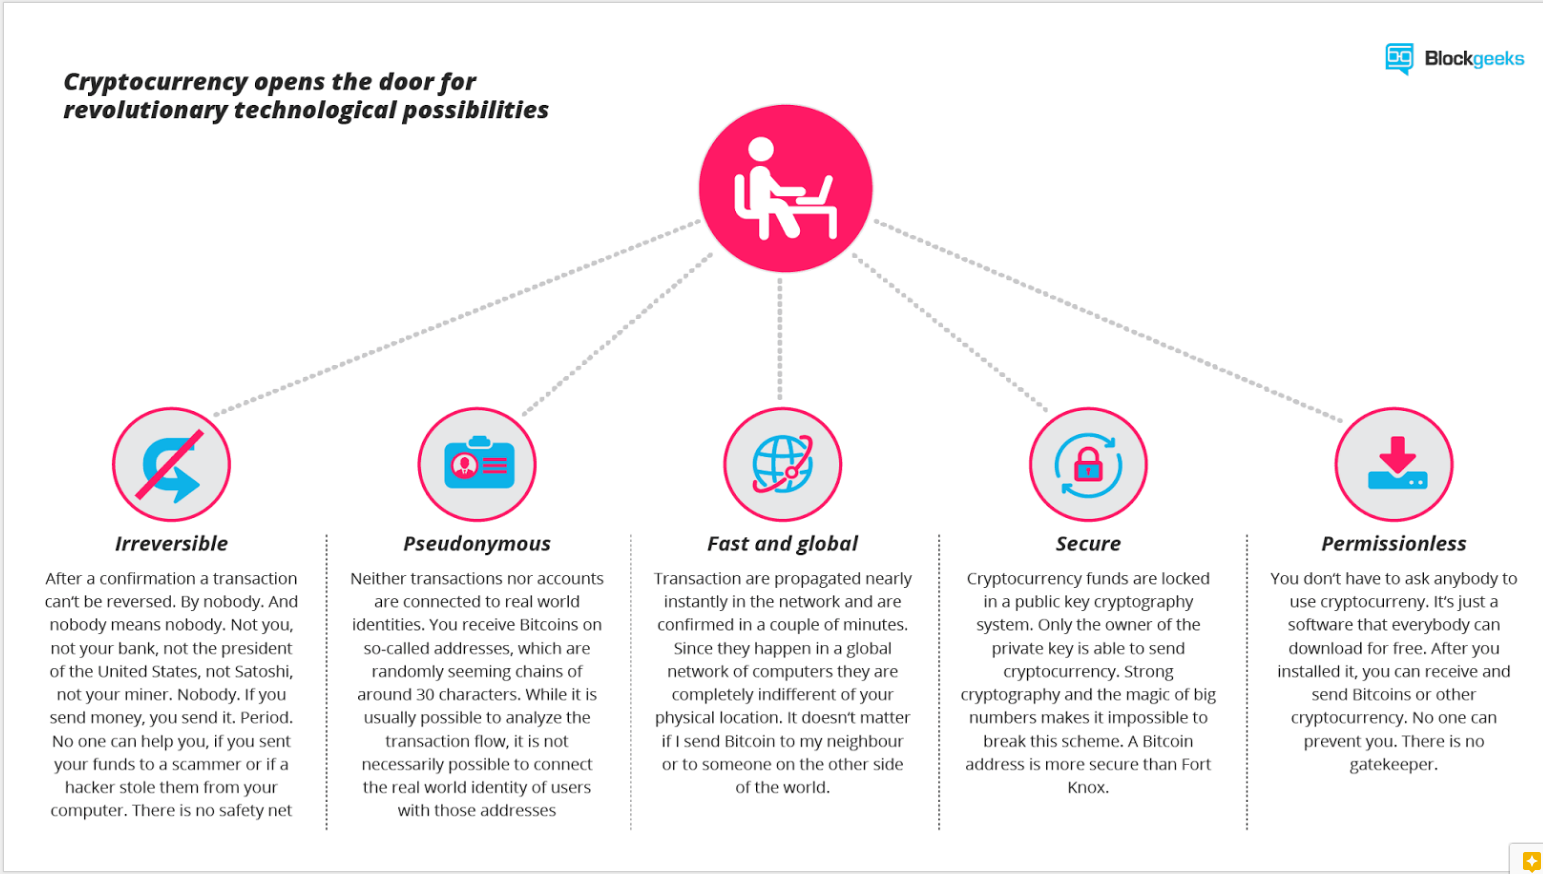 Cryptocurrency opens the door for
revolutionary technological possibilities
Blockgeeks
Irreversible
After a confirmation a transaction
can't be reversed. By nobody. And
nobody means nobody. Not you,
not your bank, not the president
of the United States, not Satoshi,
not your miner. Nobody. If you
send money, you send it. Period.
No one can help you, if you sent
your funds to a scammer or if a
hacker stole them from your
computer. There is no safety net
Pseudonymous
Neither transactions nor accounts
are connected to real world
identities. You receive Bitcoins on
so-called addresses, which are
randomly seeming chains of
around 30 characters. While it is
usually possible to analyze the
transaction flow, it is not
necessarily possible to connect
the real world identity of users
with those addresses
Fast and global
Transaction are propagated nearly
instantly in the network and are
confirmed in a couple of minutes.
Since they happen in a global
network of computers they are
completely indifferent of your
physical location. It doesn't matter
if I send Bitcoin to my neighbour
or to someone on the other side
of the world.
Secure
Cryptocurrency funds are locked
in a public key cryptography
system. Only the owner of the
private key is able to send
cryptocurrency. Strong
cryptography and the magic of big
numbers makes it impossible to
break this scheme. A Bitcoin
address is more secure than Fort
Knox.
Permissionless
You don't have to ask anybody to
use cryptocurreny. It's just a
software that everybody can
download for free. After you
installed it, you can receive and
send Bitcoins or other
cryptocurrency. No one can
prevent you. There is no
gatekeeper.